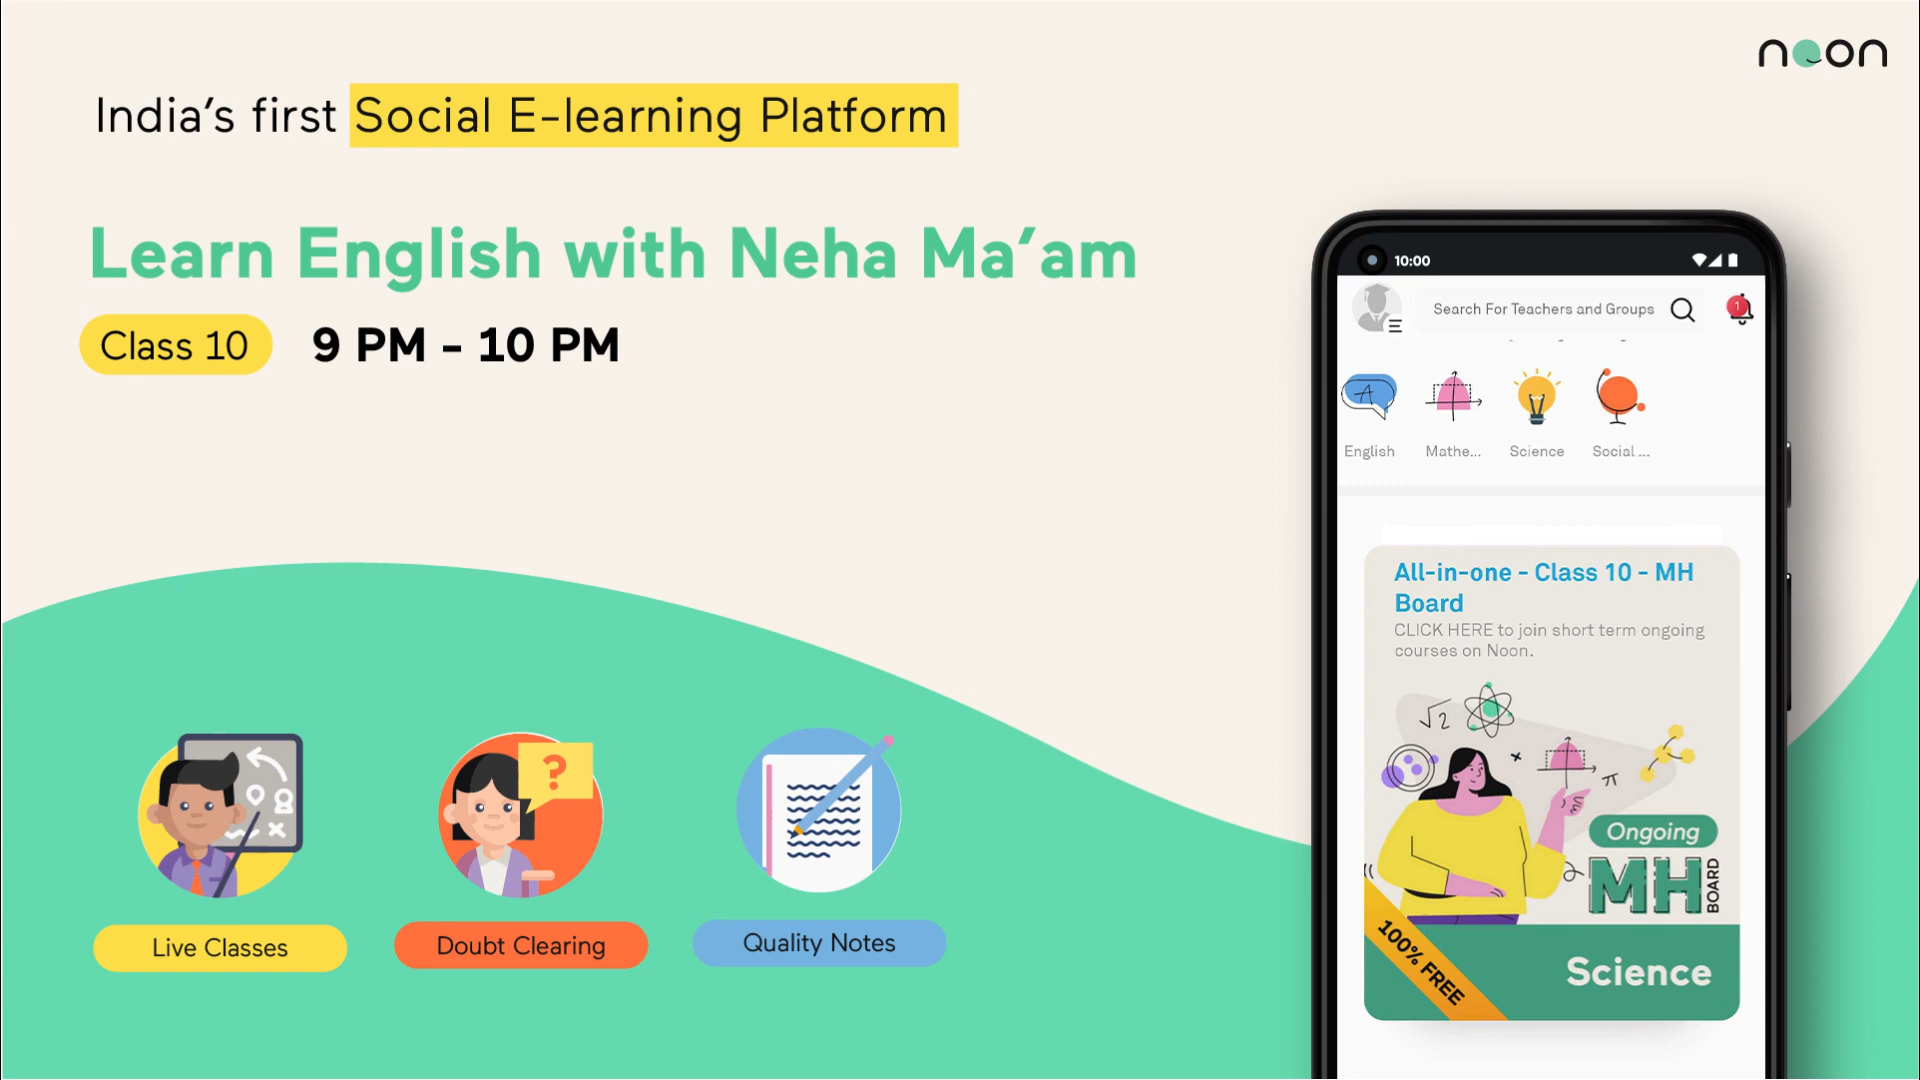 noon
India's first Social E-learning Platform
Learn English with Neha Ma'am
Class 10 9 PM - 10 PM
Live Classes
Doubt Clearing
Quality Notes
10:00
Search For Teachers and Groups
1
A
English Mathe... Science Social ...
All-in-one - Class 10 - MH
Board
CLICK HERE to join short term ongoing
courses on Noon.
√2
π
Ongoing
MH BOARD
100% FREE
Science